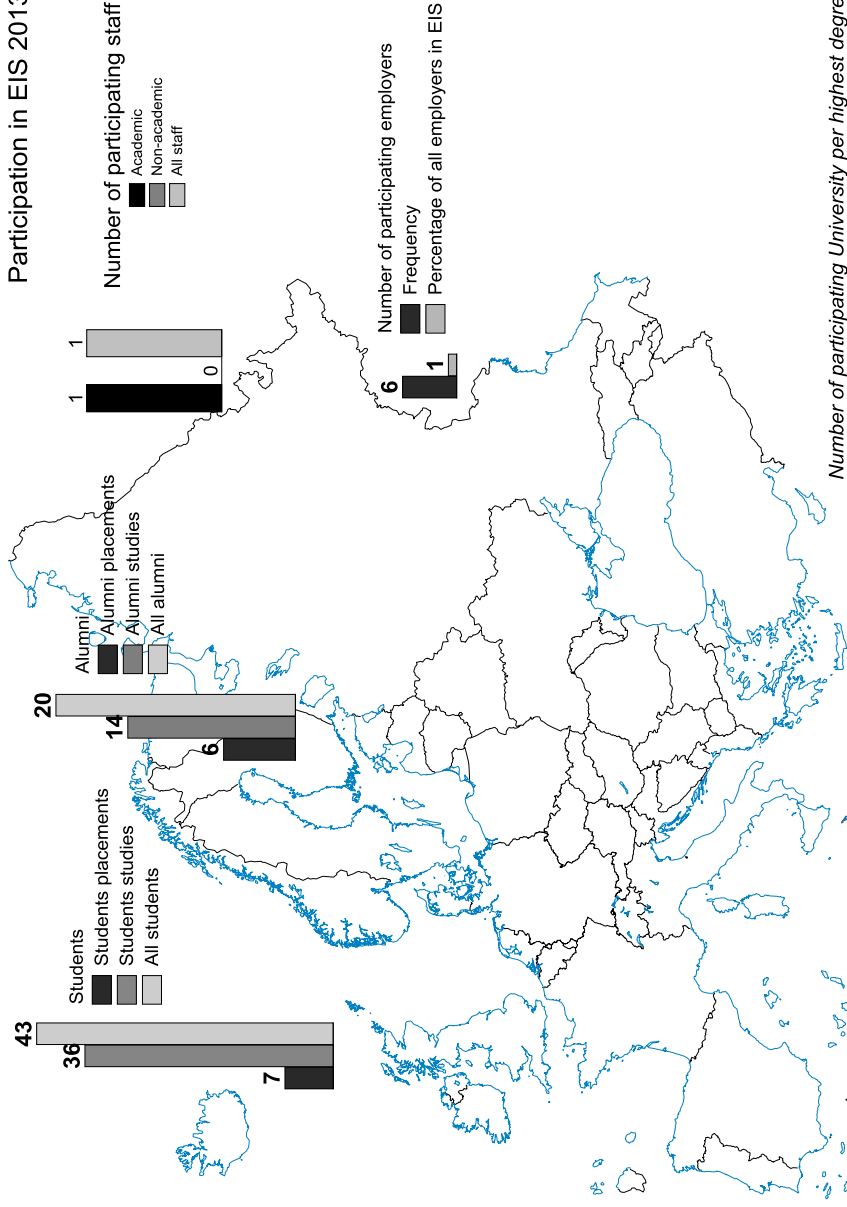 Participation in EIS 2013
43
36
7
Students
Students placements
Students studies
All students
20
14
6
Alumni
Alumni placements
Alumni studies
All alumni
1
0
1
Number of participating staff
Academic
Non-academic
All staff
6
1
Number of participating employers
Frequency
Percentage of all employers in EIS
Number of participating University per highest degre